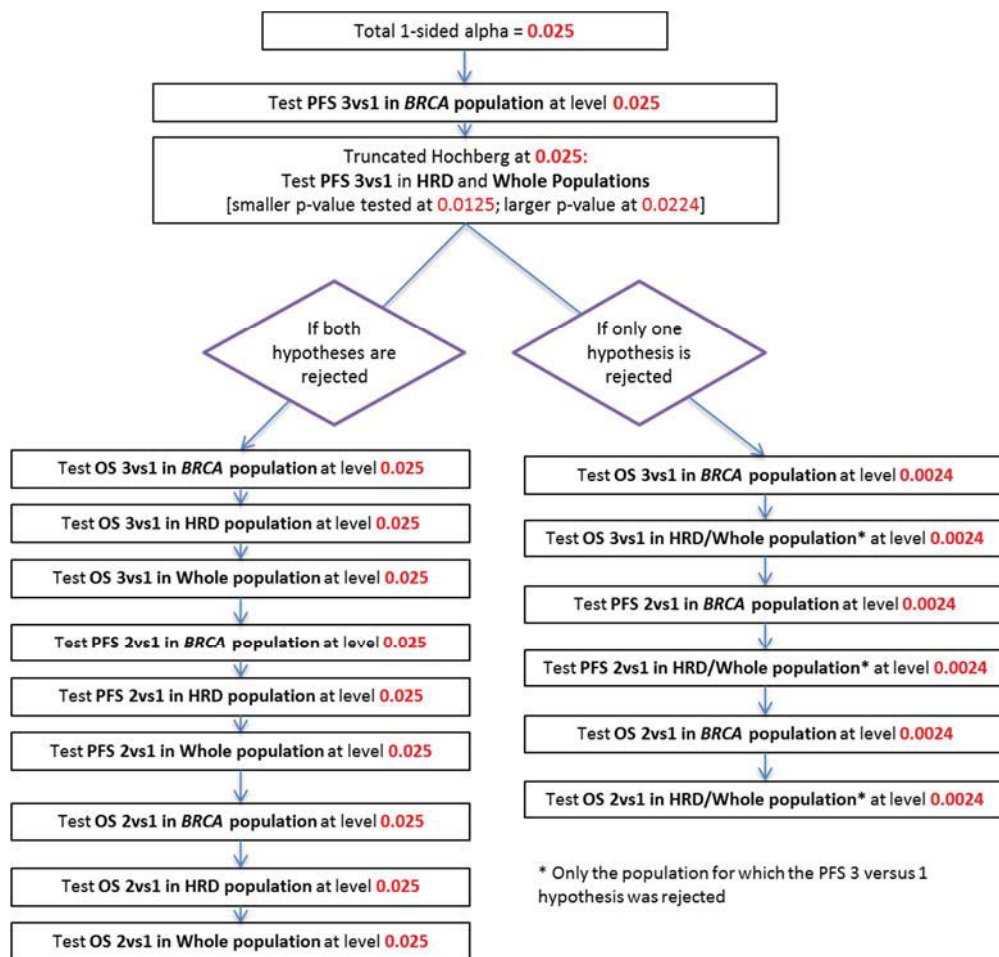 Total 1-sided alpha = 0.025
Test PFS 3vs1 in BRCA population at level 0.025
Truncated Hochberg at 0.025:
Test PFS 3vs1 in HRD and Whole Populations
[smaller p-value tested at 0.0125; larger p-value at 0.0224]
If both
hypotheses are
rejected
If only one
hypothesis is
rejected
Test OS 3vs1 in BRCA population at level 0.025
Test OS 3vs1 in HRD population at level 0.025
Test OS 3vs1 in Whole population at level 0.025
Test PFS 2vs1 in BRCA population at level 0.025
Test PFS 2vs1 in HRD population at level 0.025
Test PFS 2vs1 in Whole population at level 0.025
Test OS 2vs1 in BRCA population at level 0.025
Test OS 2vs1 in HRD population at level 0.025
Test OS 2vs1 in Whole population at level 0.025
Test OS 3vs1 in BRCA population at level 0.0024
Test OS 3vs1 in HRD/Whole population* at level 0.0024
Test PFS 2vs1 in BRCA population at level 0.0024
Test PFS 2vs1 in HRD/Whole population* at level 0.0024
Test OS 2vs1 in BRCA population at level 0.0024
Test OS 2vs1 in HRD/Whole population* at level 0.0024
* Only the population for which the PFS 3 versus 1
hypothesis was rejected